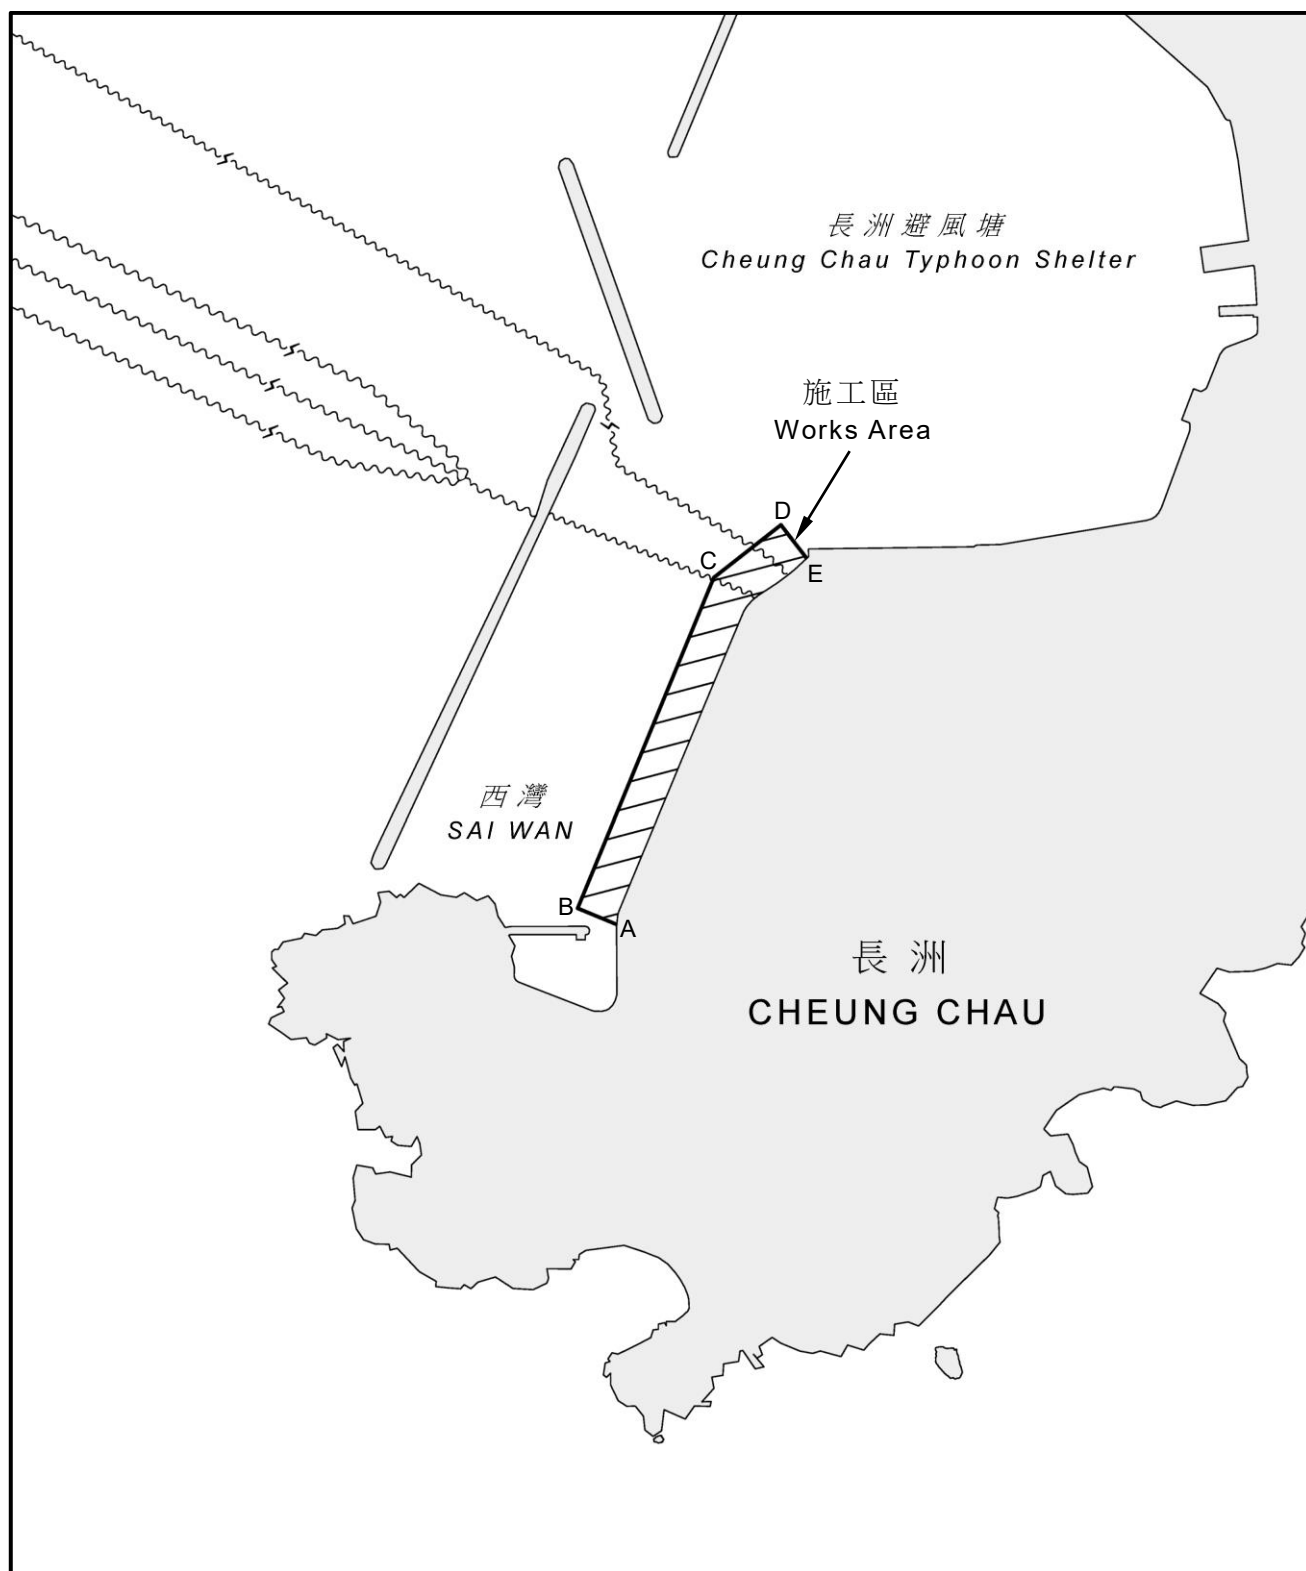 長洲避風塘
Cheung Chau Typhoon Shelter
施工區
Works Area
D
C
E
西灣
SAI WAN
B
A
長洲
CHEUNG CHAU